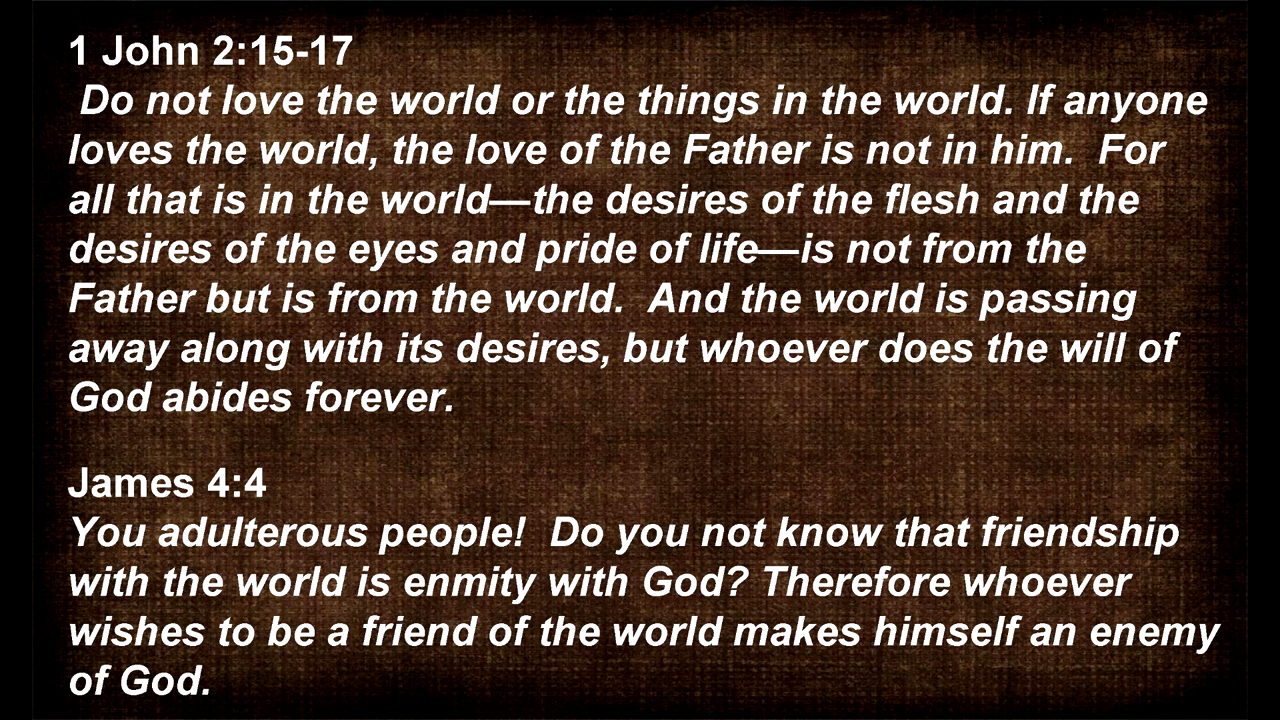 1 John 2:15-17
Do not love the world or the things in the world. If anyone
loves the world, the love of the Father is not in him.  For
all that is in the world—the desires of the flesh and the
desires of the eyes and pride of life—is not from the
Father but is from the world.  And the world is passing
away along with its desires, but whoever does the will of
God abides forever.
James 4:4
You adulterous people!  Do you not know that friendship
with the world is enmity with God? Therefore whoever
wishes to be a friend of the world makes himself an enemy
of God.